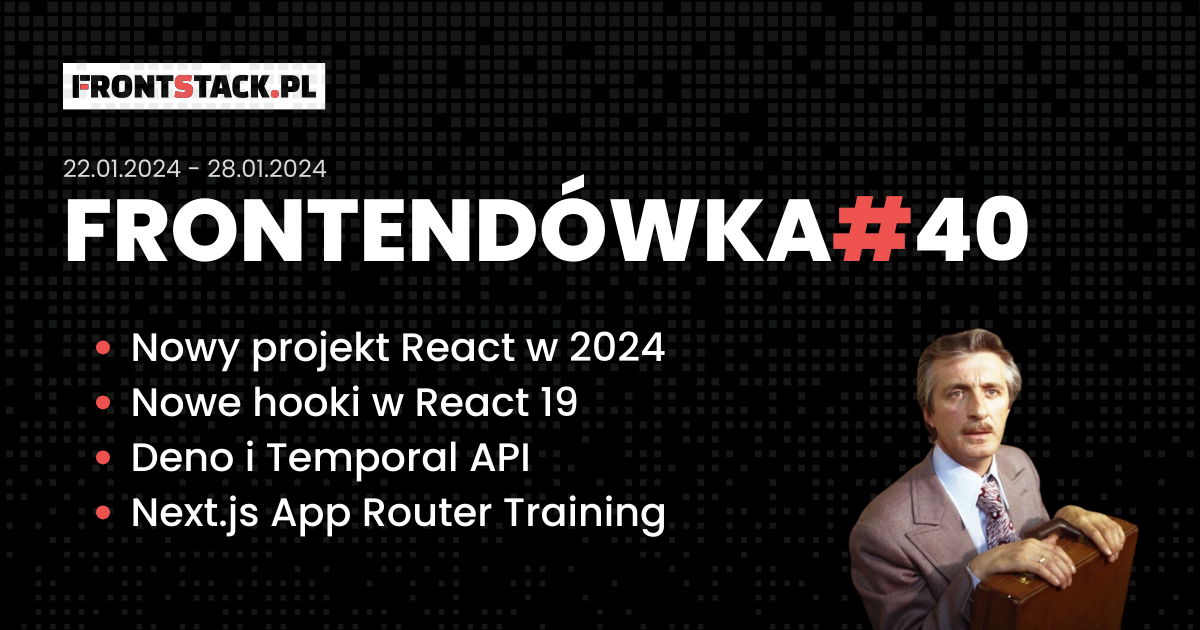 FRONTSTACK.PL
22.01.2024 - 28.01.2024
FRONTENDÓWKA#40
Nowy projekt React w 2024
Nowe hooki w React 19
Deno i Temporal API
Next.js App Router Training